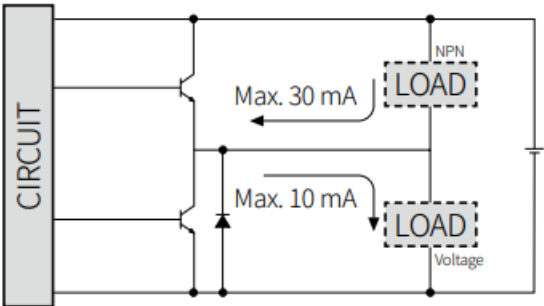 CIRCUIT
NPN
LOAD
Max. 30 mA
Max. 10 mA
LOAD
Voltage